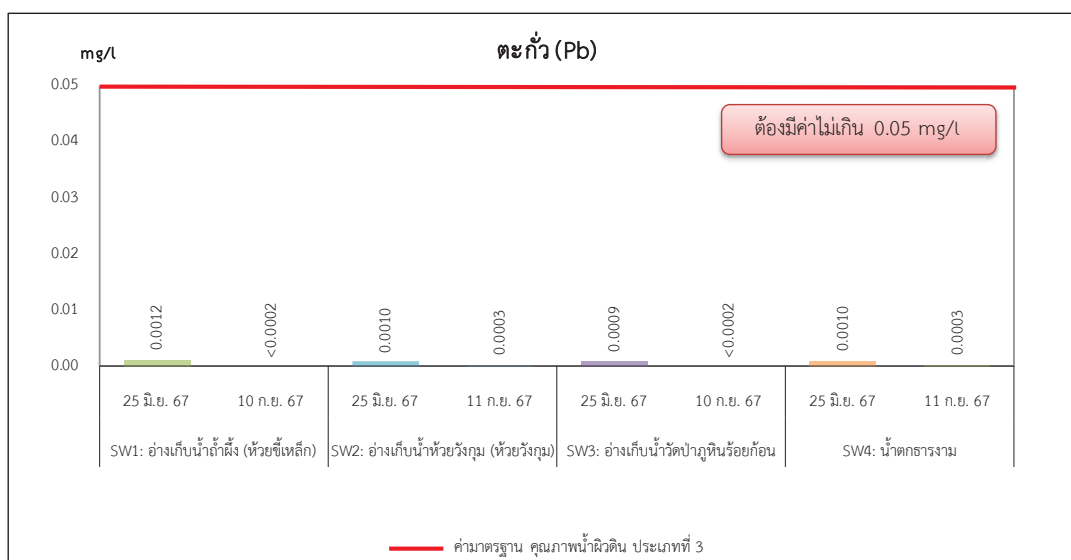 ตะกั่ว (Pb)
mg/l
0.05
ต้องมีค่าไม่เกิน 0.05 mg/l
0.04
0.03
0.02
0.01
0.00
0.0012 <0.0002 0.0010 0.0003 0.0009 <0.0002 0.0010 0.0003
25 มิ.ย. 67 10 ก.ย. 67 25 มิ.ย. 67 11 ก.ย. 67 25 มิ.ย. 67 10 ก.ย. 67 25 มิ.ย. 67 11 ก.ย. 67
SW1: อ่างเก็บน้ำถ้ำผึ้ง (ห้วยขี้เหล็ก) SW2: อ่างเก็บน้ำห้วยวังกุม (ห้วยวังกุม) SW3: อ่างเก็บน้ำวัดป่าภูหินร้อยก้อน SW4: น้ำตกธารงาม
ค่ามาตรฐาน คุณภาพน้ำผิวดิน ประเภทที่ 3